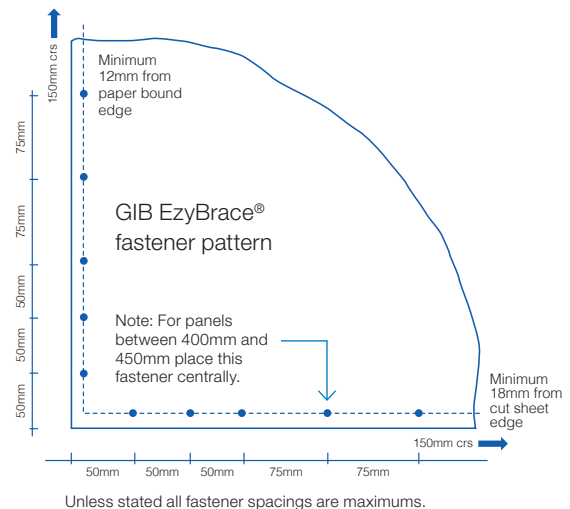 150mm crs
Minimum
12mm from
paper bound
edge
75mm
75mm
50mm
50mm
50mm
GIB EzyBrace®
fastener pattern
Note: For panels
between 400mm and
450mm place this
fastener centrally.
Minimum
18mm from
cut sheet
edge
150mm crs
50mm
50mm
50mm
75mm
75mm
Unless stated all fastener spacings are maximums.